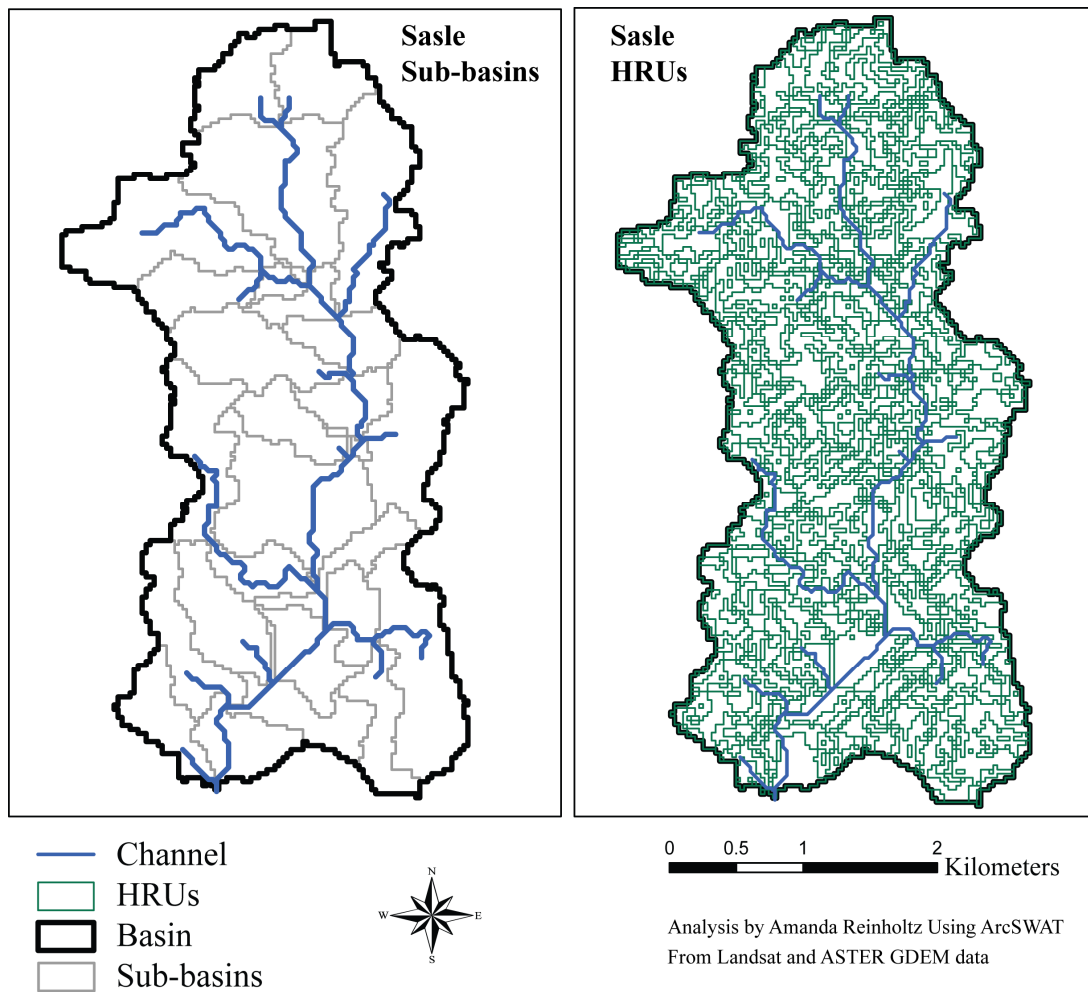 Sasle
Sub-basins
Sasle
HRUs
Channel
HRUs
Basin
Sub-basins
N
W E
S
0 0.5 1 2
Kilometers
Analysis by Amanda Reinholtz Using ArcSWAT
From Landsat and ASTER GDEM data